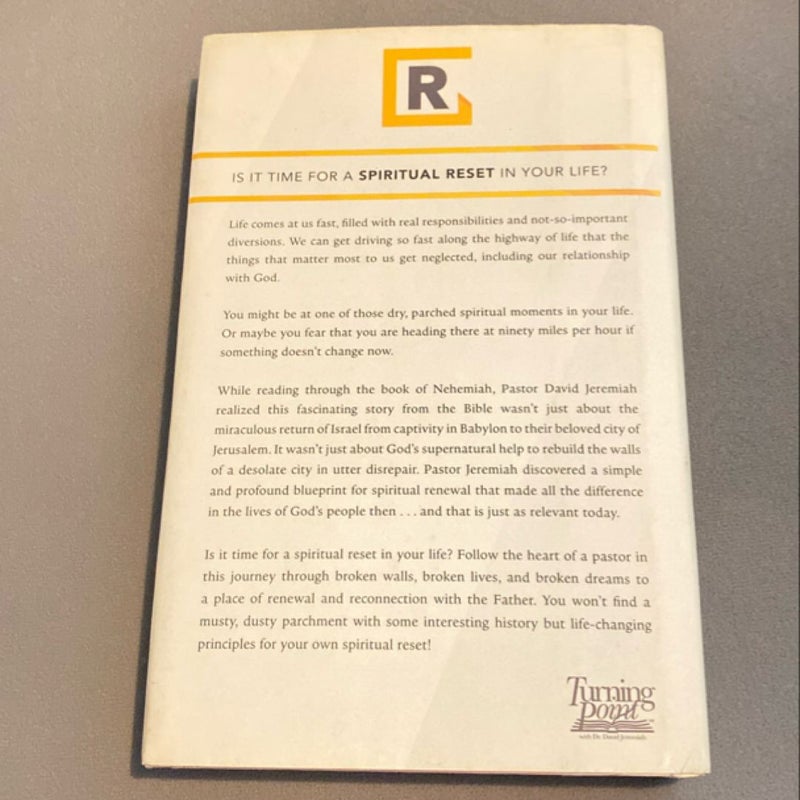 R
IS IT TIME FOR A SPIRITUAL RESET IN YOUR LIFE?
Life comes at us fast, filled with real responsibilities and not-so-important
diversions. We can get driving so fast along the highway of life that the
things that matter most to us get neglected, including our relationship
with God.
You might be at one of those dry, parched spiritual moments in your life.
Or maybe you fear that you are heading there at ninety miles per hour if
something doesn't change now.
While reading through the book of Nehemiah, Pastor David Jeremiah
realized this fascinating story from the Bible wasn't just about the
miraculous return of Israel from captivity in Babylon to their beloved city of
Jerusalem. It wasn't just about God's supernatural help to rebuild the walls
of a desolate city in utter disrepair. Pastor Jeremiah discovered a simple
and profound blueprint for spiritual renewal that made all the difference
in the lives of God's people then . . . and that is just as relevant today.
Is it time for a spiritual reset in your life? Follow the heart of a pastor in
this journey through broken walls, broken lives, and broken dreams to
a place of renewal and reconnection with the Father. You won't find a
musty, dusty parchment with some interesting history but life-changing
principles for your own spiritual reset!
Turning
Point
with Dr. David Jeremiah